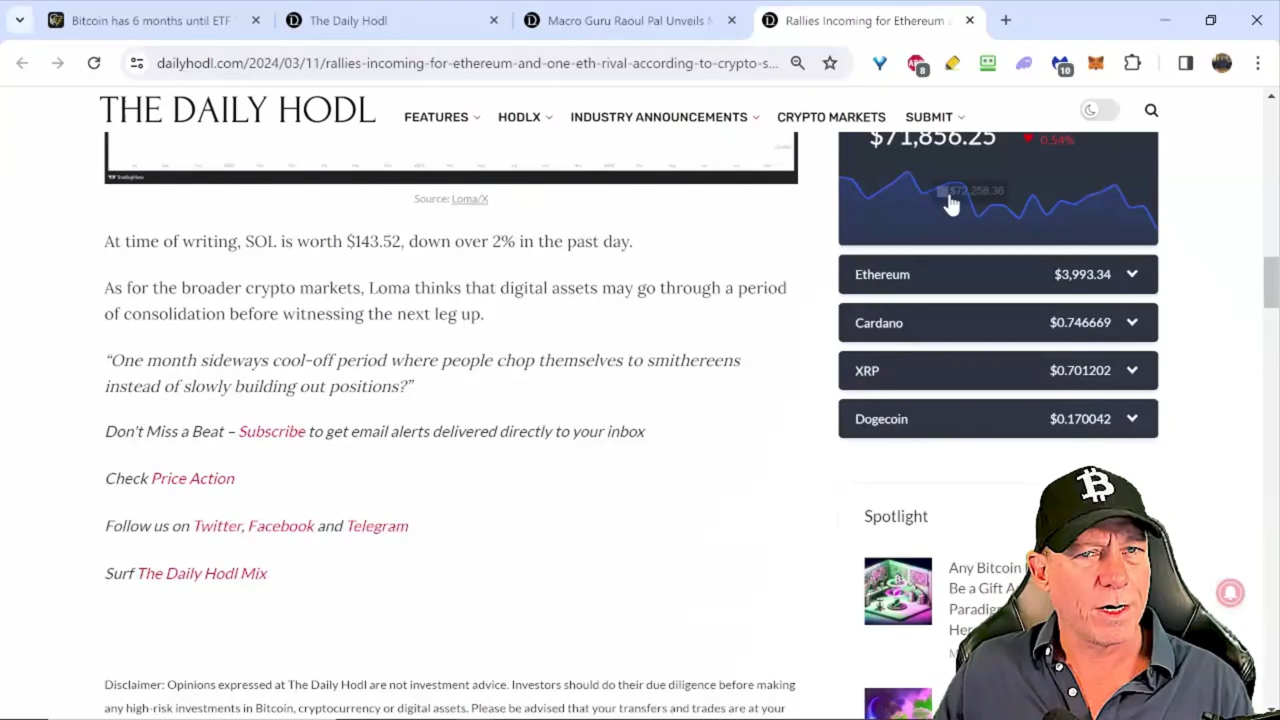 Bitcoin has 6 months until ETF
The Daily Hodl
Macro Guru Raoul Pal Unveils
Rallies Incoming for Ethereum
dailyhodl.com/2024/03/11/rallies-incoming-for-ethereum-and-one-eth-rival-according-to-crypto-s...
8
10
THE DAILY HODL
FEATURES
HODLX
INDUSTRY ANNOUNCEMENTS
CRYPTO MARKETS
SUBMIT
TradingView
Source: Loma/X
At time of writing, SOL is worth $143.52, down over 2% in the past day.
As for the broader crypto markets, Loma thinks that digital assets may go through a period
of consolidation before witnessing the next leg up.
“One month sideways cool-off period where people chop themselves to smithereens
instead of slowly building out positions?”
Don’t Miss a Beat – Subscribe to get email alerts delivered directly to your inbox
Check Price Action
Follow us on Twitter, Facebook and Telegram
Surf The Daily Hodl Mix
Disclaimer: Opinions expressed at The Daily Hodl are not investment advice. Investors should do their due diligence before making
any high-risk investments in Bitcoin, cryptocurrency or digital assets. Please be advised that your transfers and trades are at your
$71,856.25
0.54%
$72,258.36
Ethereum $3,993.34
Cardano $0.746669
XRP $0.701202
Dogecoin $0.170042
Spotlight
Any Bitcoin
Be a Gift
Paradig
Her